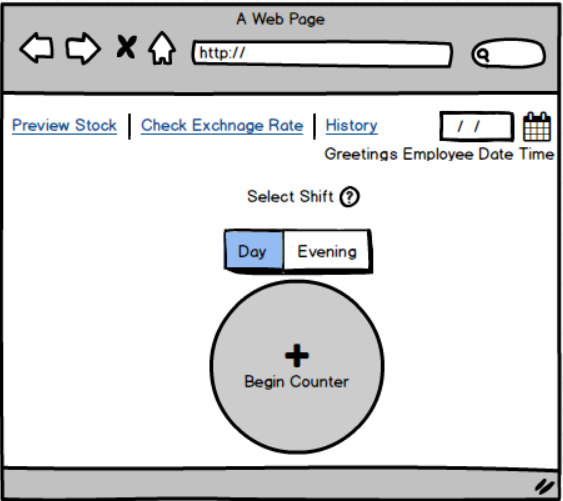 A Web Page
http://
Preview Stock Check Exchnage Rate History / /
Greetings Employee Date Time
Select Shift ?
Day Evening
Begin Counter